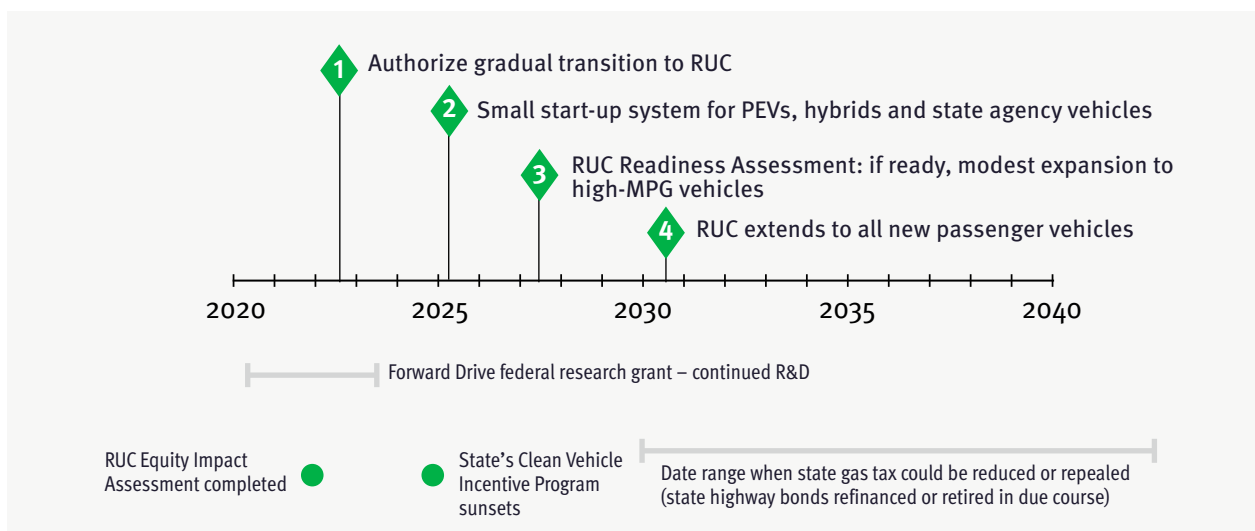 1
Authorize gradual transition to RUC
2
Small start-up system for PEVs, hybrids and state agency vehicles
3
RUC Readiness Assessment: if ready, modest expansion to
high-MPG vehicles
4
RUC extends to all new passenger vehicles
2020
2025
2030
2035
2040
Forward Drive federal research grant – continued R&D
RUC Equity Impact
Assessment completed
State’s Clean Vehicle
Incentive Program
sunsets
Date range when state gas tax could be reduced or repealed
(state highway bonds refinanced or retired in due course)